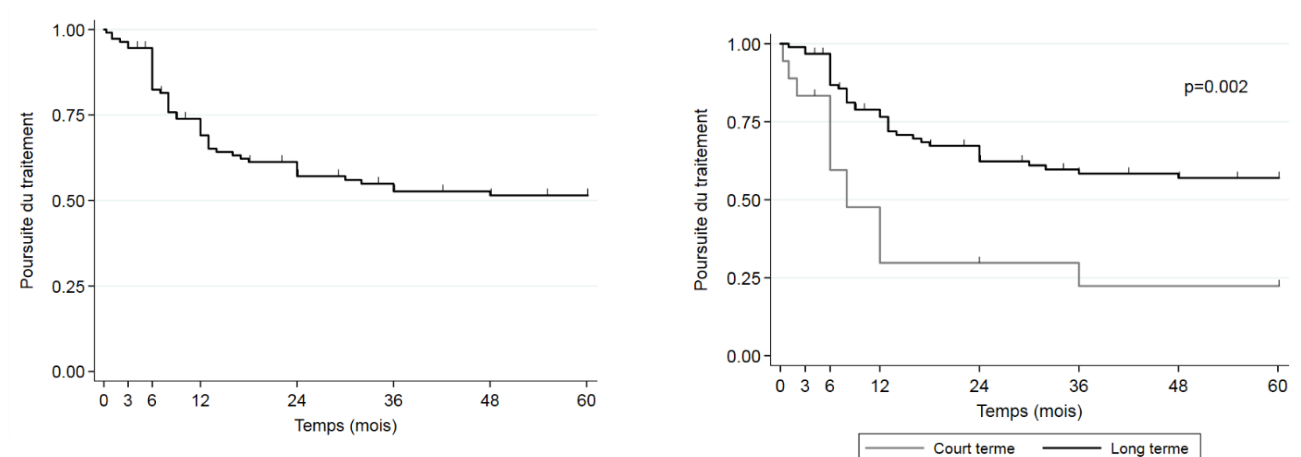 1.00
0.75
0.50
0.25
0.00
Poursuite du traitement
0 3 6 12 24 36 48 60
Temps (mois)
1.00
0.75
0.50
0.25
0.00
Poursuite du traitement
p=0.002
0 3 6 12 24 36 48 60
Temps (mois)
Court terme Long terme